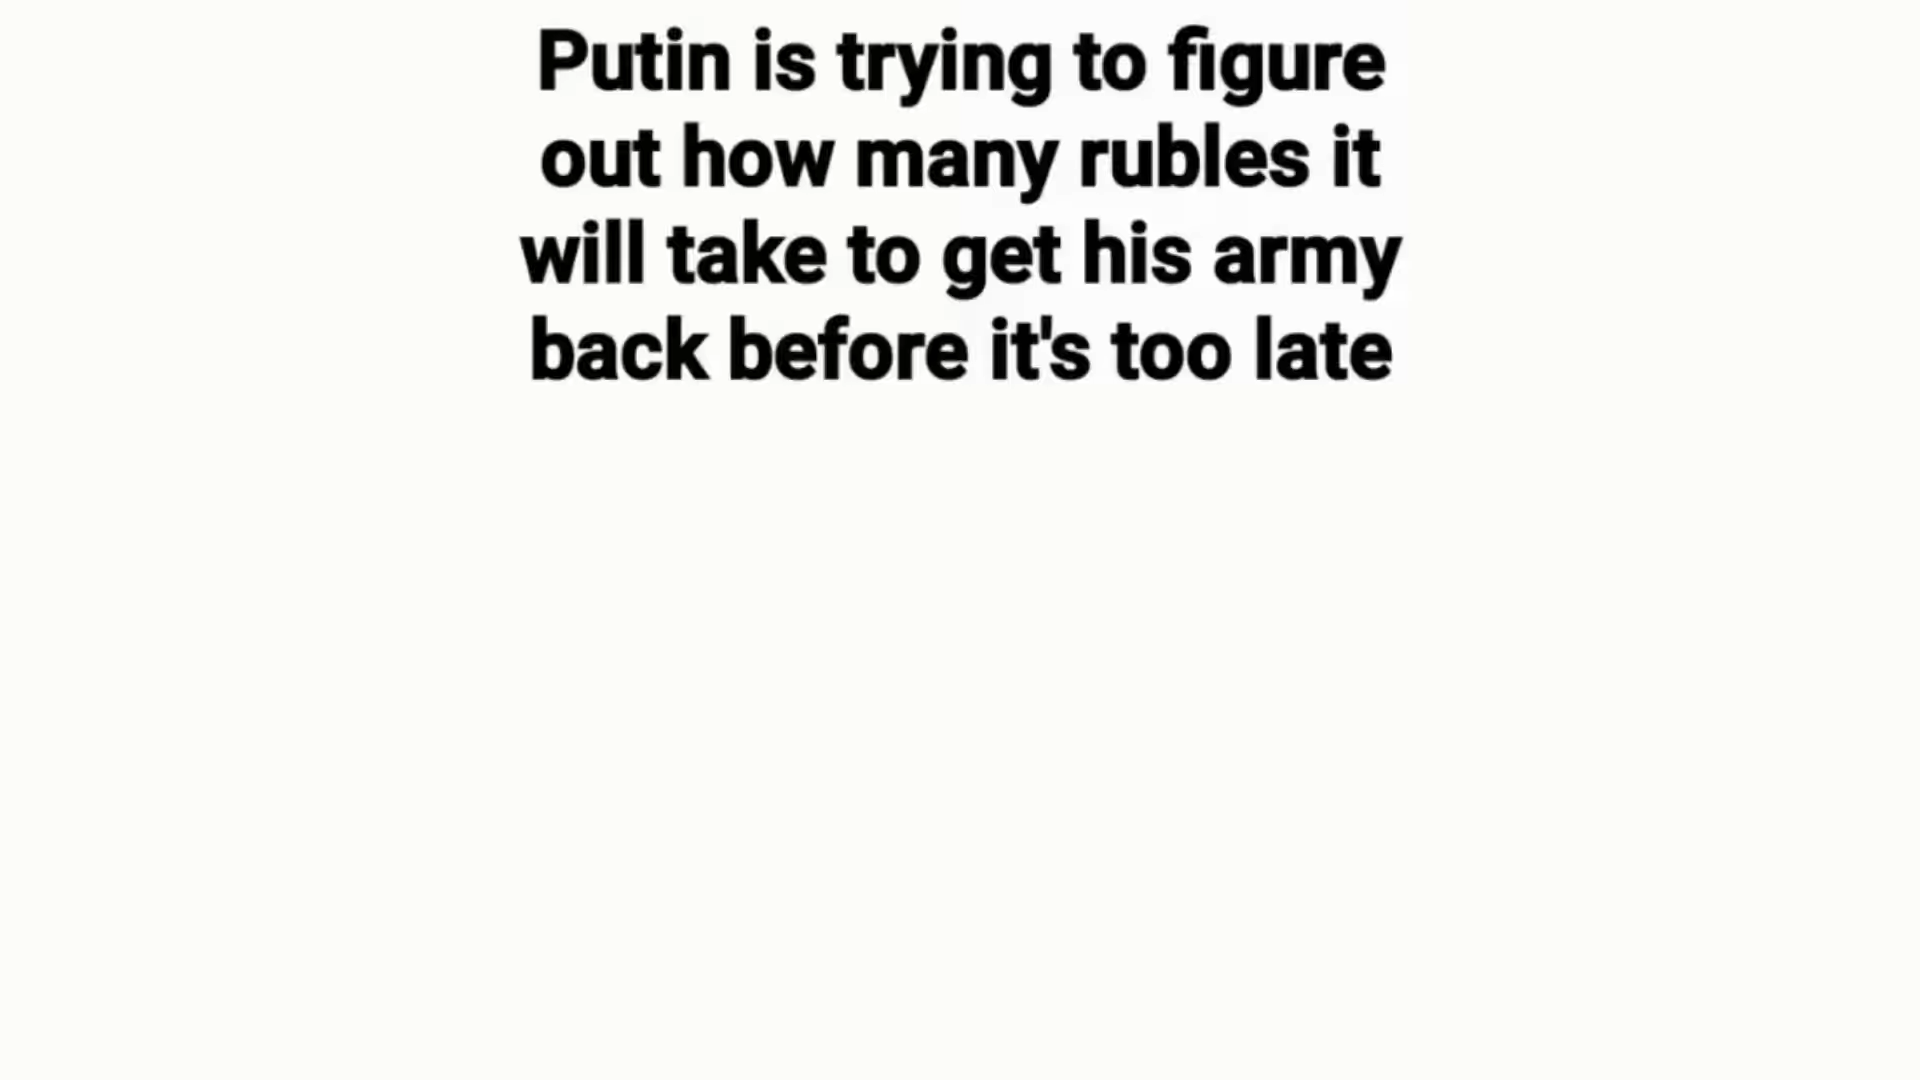 Putin is trying to figure
out how many rubles it
will take to get his army
back before it's too late